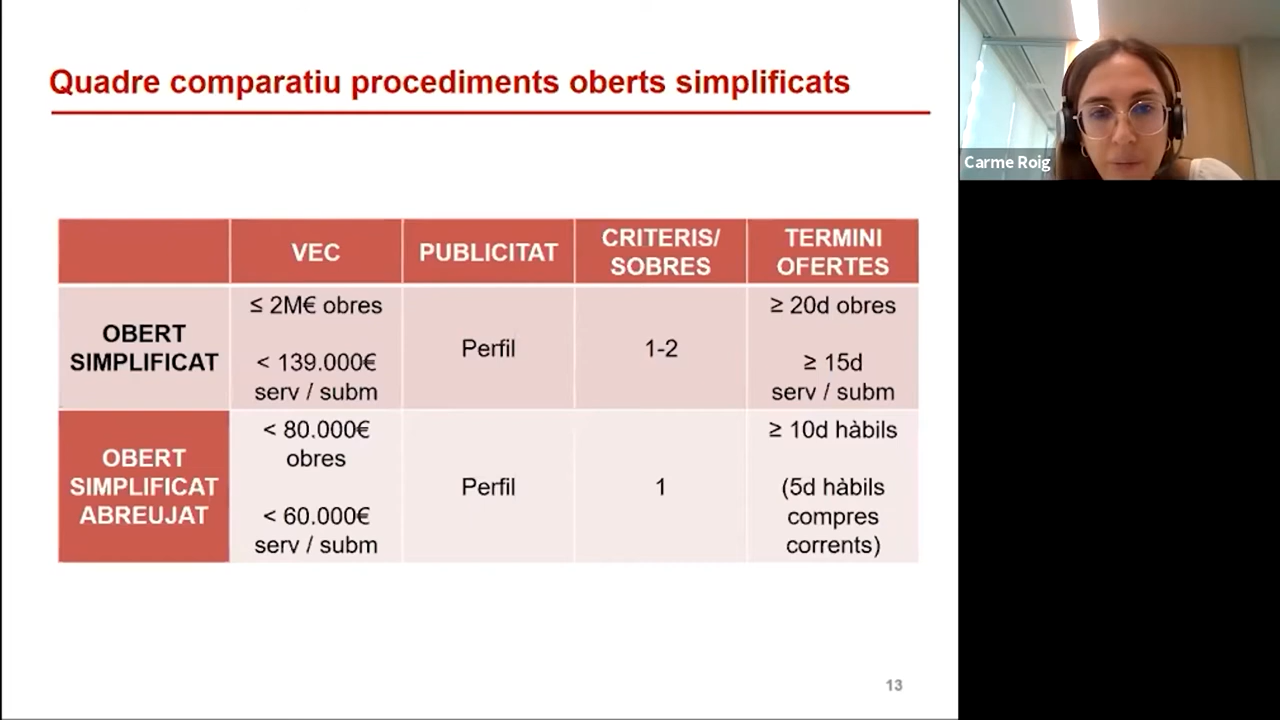 Quadre comparatiu procediments oberts simplificats
Carme Roig
VEC
PUBLICITAT
CRITERIS/
SOBRES
TERMINI
OFERTES
OBERT
SIMPLIFICAT
≤ 2M€ obres
< 139.000€
serv / subm
Perfil
1-2
≥ 20d obres
≥ 15d
serv / subm
OBERT
SIMPLIFICAT
ABREUJAT
< 80.000€
obres
< 60.000€
serv / subm
Perfil
1
≥ 10d hàbils
(5d hàbils
compres
corrents)
13